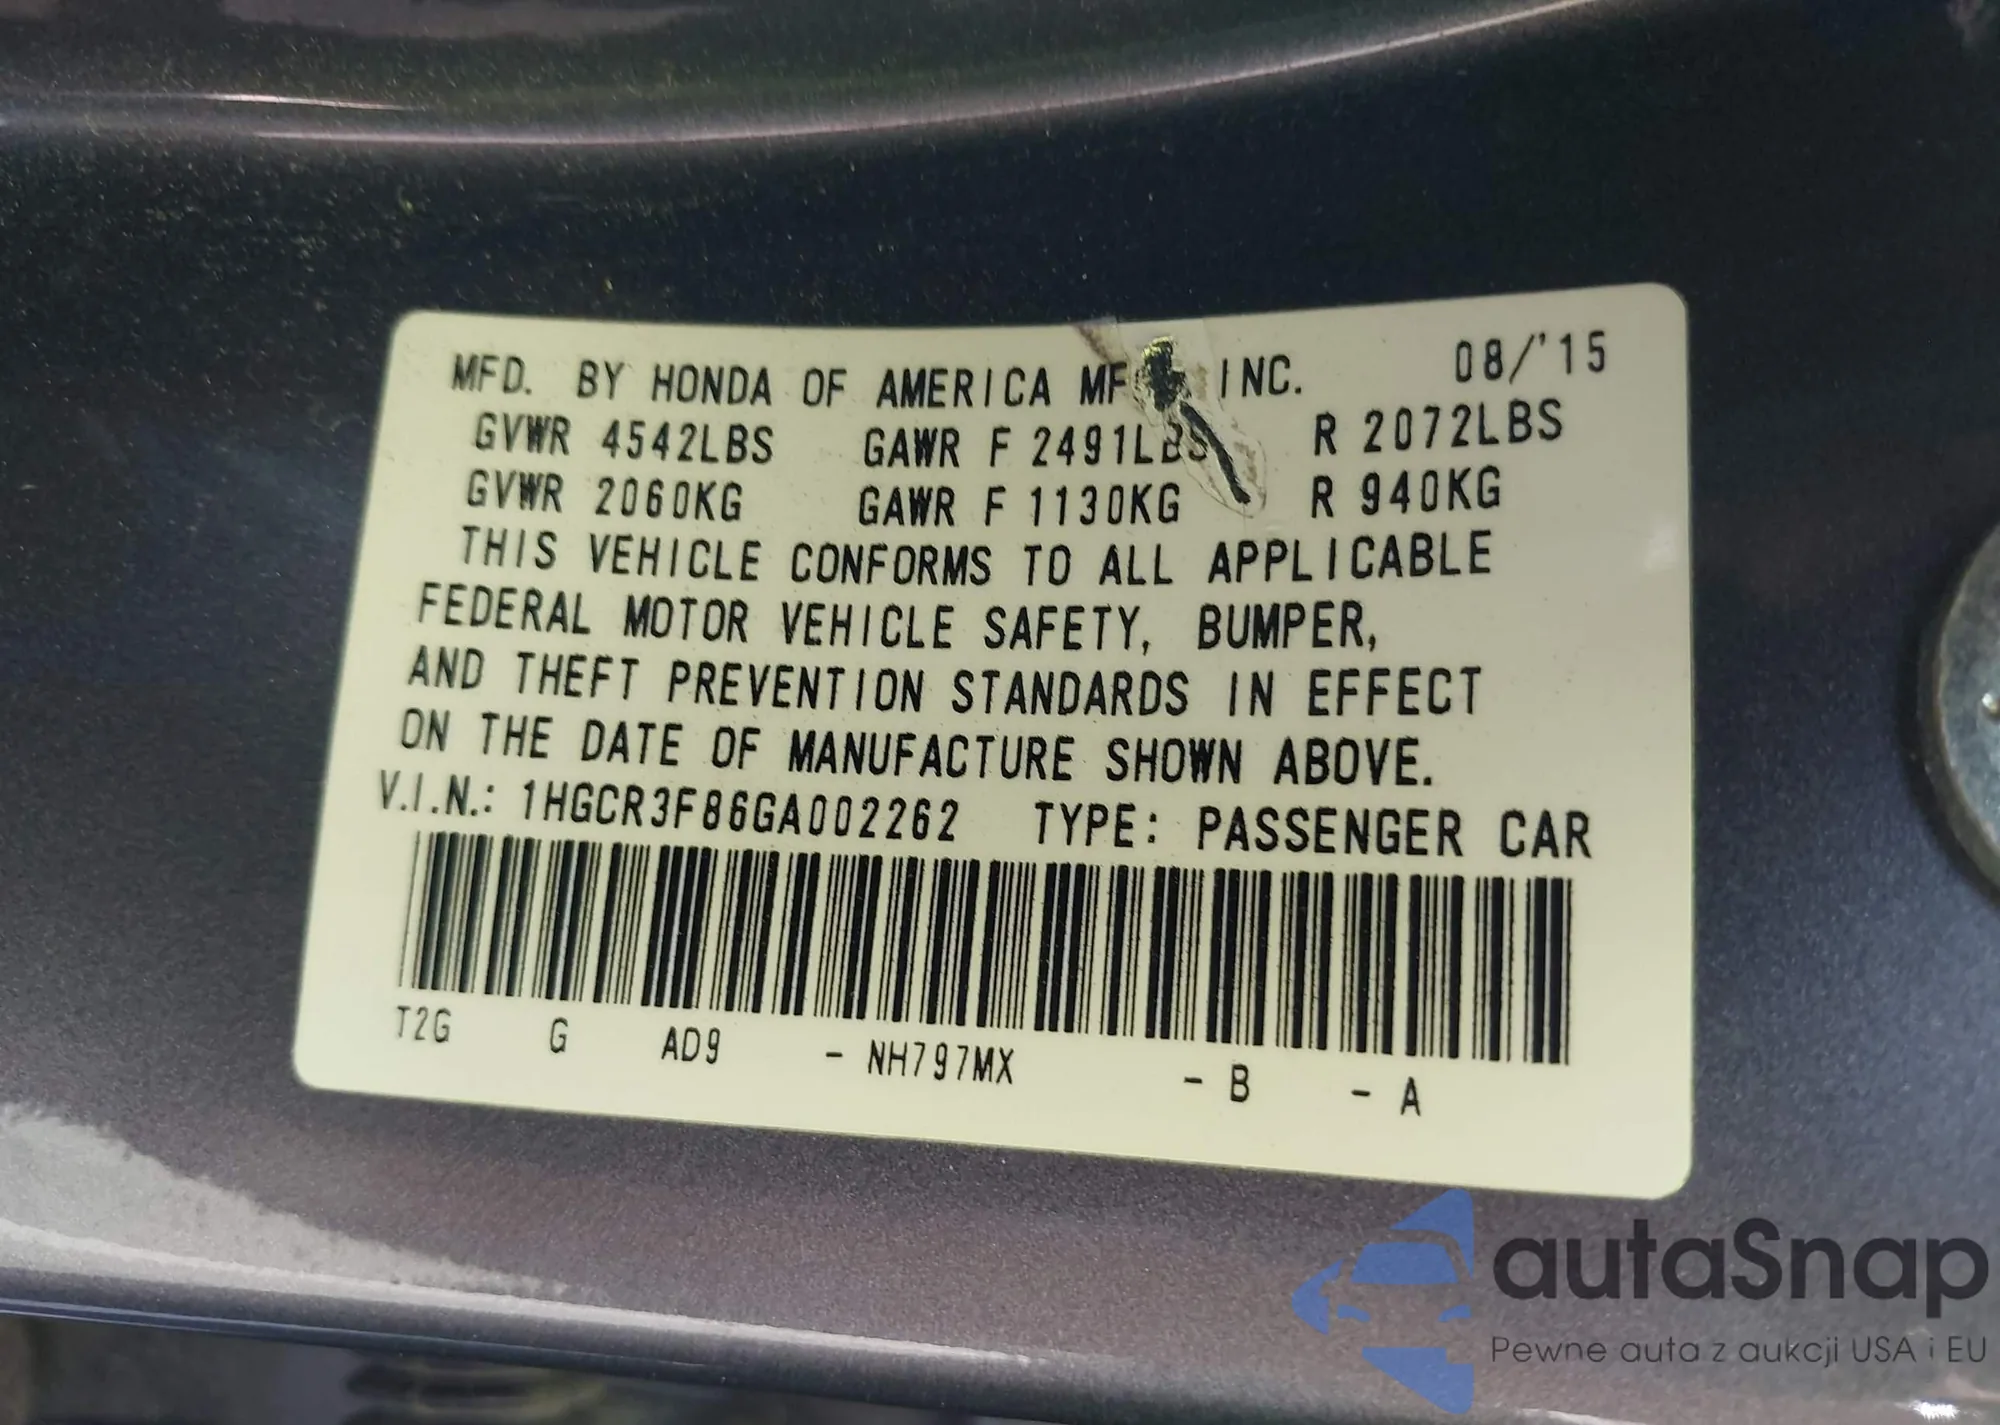 MFD. BY HONDA OF AMERICA MF INC. 08/'15
GVWR 4542LBS GAWR F 2491LBS R 2072LBS
GVWR 2060KG GAWR F 1130KG R 940KG
THIS VEHICLE CONFORMS TO ALL APPLICABLE
FEDERAL MOTOR VEHICLE SAFETY, BUMPER,
AND THEFT PREVENTION STANDARDS IN EFFECT
ON THE DATE OF MANUFACTURE SHOWN ABOVE.
V.I.N.: 1HGCR3F86GA002262 TYPE: PASSENGER CAR
T2G G AD9 - NH797MX - B - A
autaSnap
Pewne auta z aukcji USA i EU